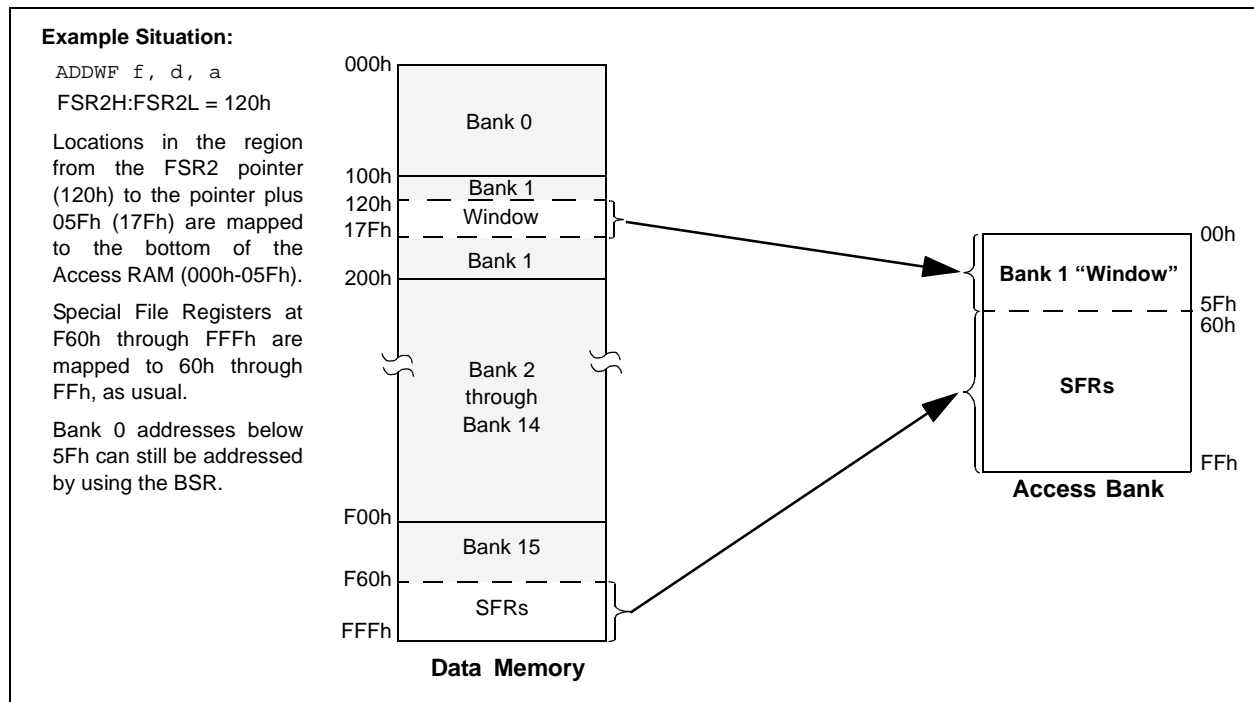 Example Situation:
ADDWF f, d, a
FSR2H:FSR2L = 120h
Locations in the region
from the FSR2 pointer
(120h) to the pointer plus
05Fh (17Fh) are mapped
to the bottom of the
Access RAM (000h-05Fh).
Special File Registers at
F60h through FFFh are
mapped to 60h through
FFh, as usual.
Bank 0 addresses below
5Fh can still be addressed
by using the BSR.
000h
Bank 0
100h
Bank 1
120h
Window
17Fh
Bank 1
200h
Bank 2
through
Bank 14
F00h
Bank 15
F60h
SFRs
FFFh
Data Memory
00h
Bank 1 “Window”
5Fh
60h
SFRs
FFh
Access Bank